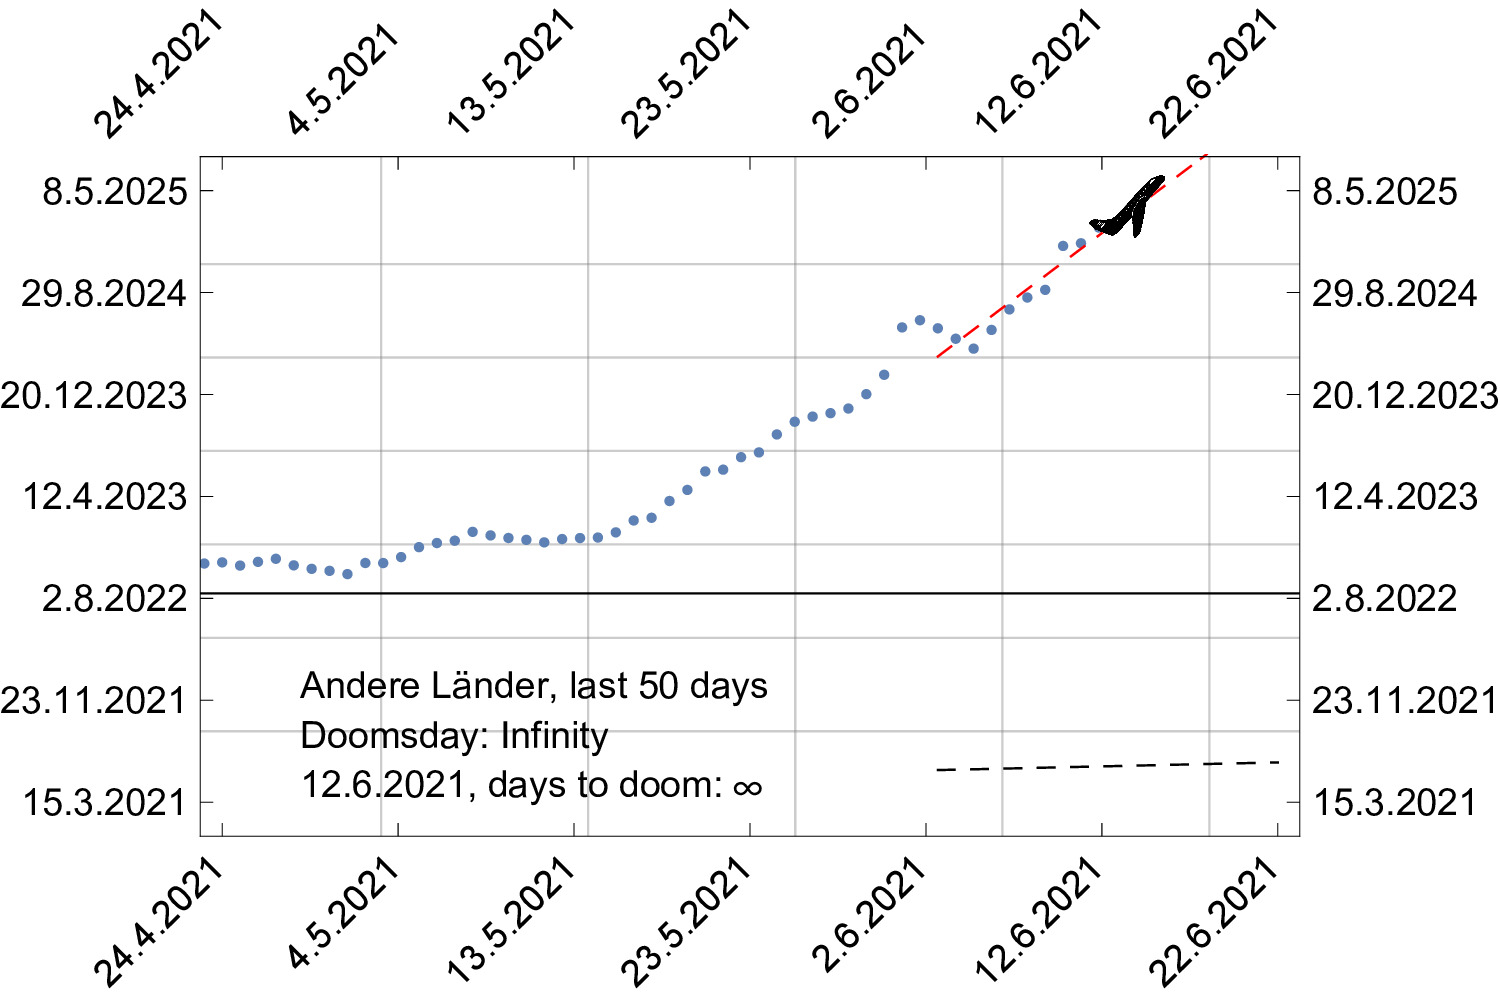 24.4.2021 4.5.2021 13.5.2021 23.5.2021 2.6.2021 12.6.2021 22.6.2021
8.5.2025 8.5.2025
29.8.2024 29.8.2024
20.12.2023 20.12.2023
12.4.2023 12.4.2023
2.8.2022 2.8.2022
Andere Länder, last 50 days
23.11.2021 23.11.2021
Doomsday: Infinity
12.6.2021, days to doom: ∞
15.3.2021 15.3.2021
24.4.2021 4.5.2021 13.5.2021 23.5.2021 2.6.2021 12.6.2021 22.6.2021